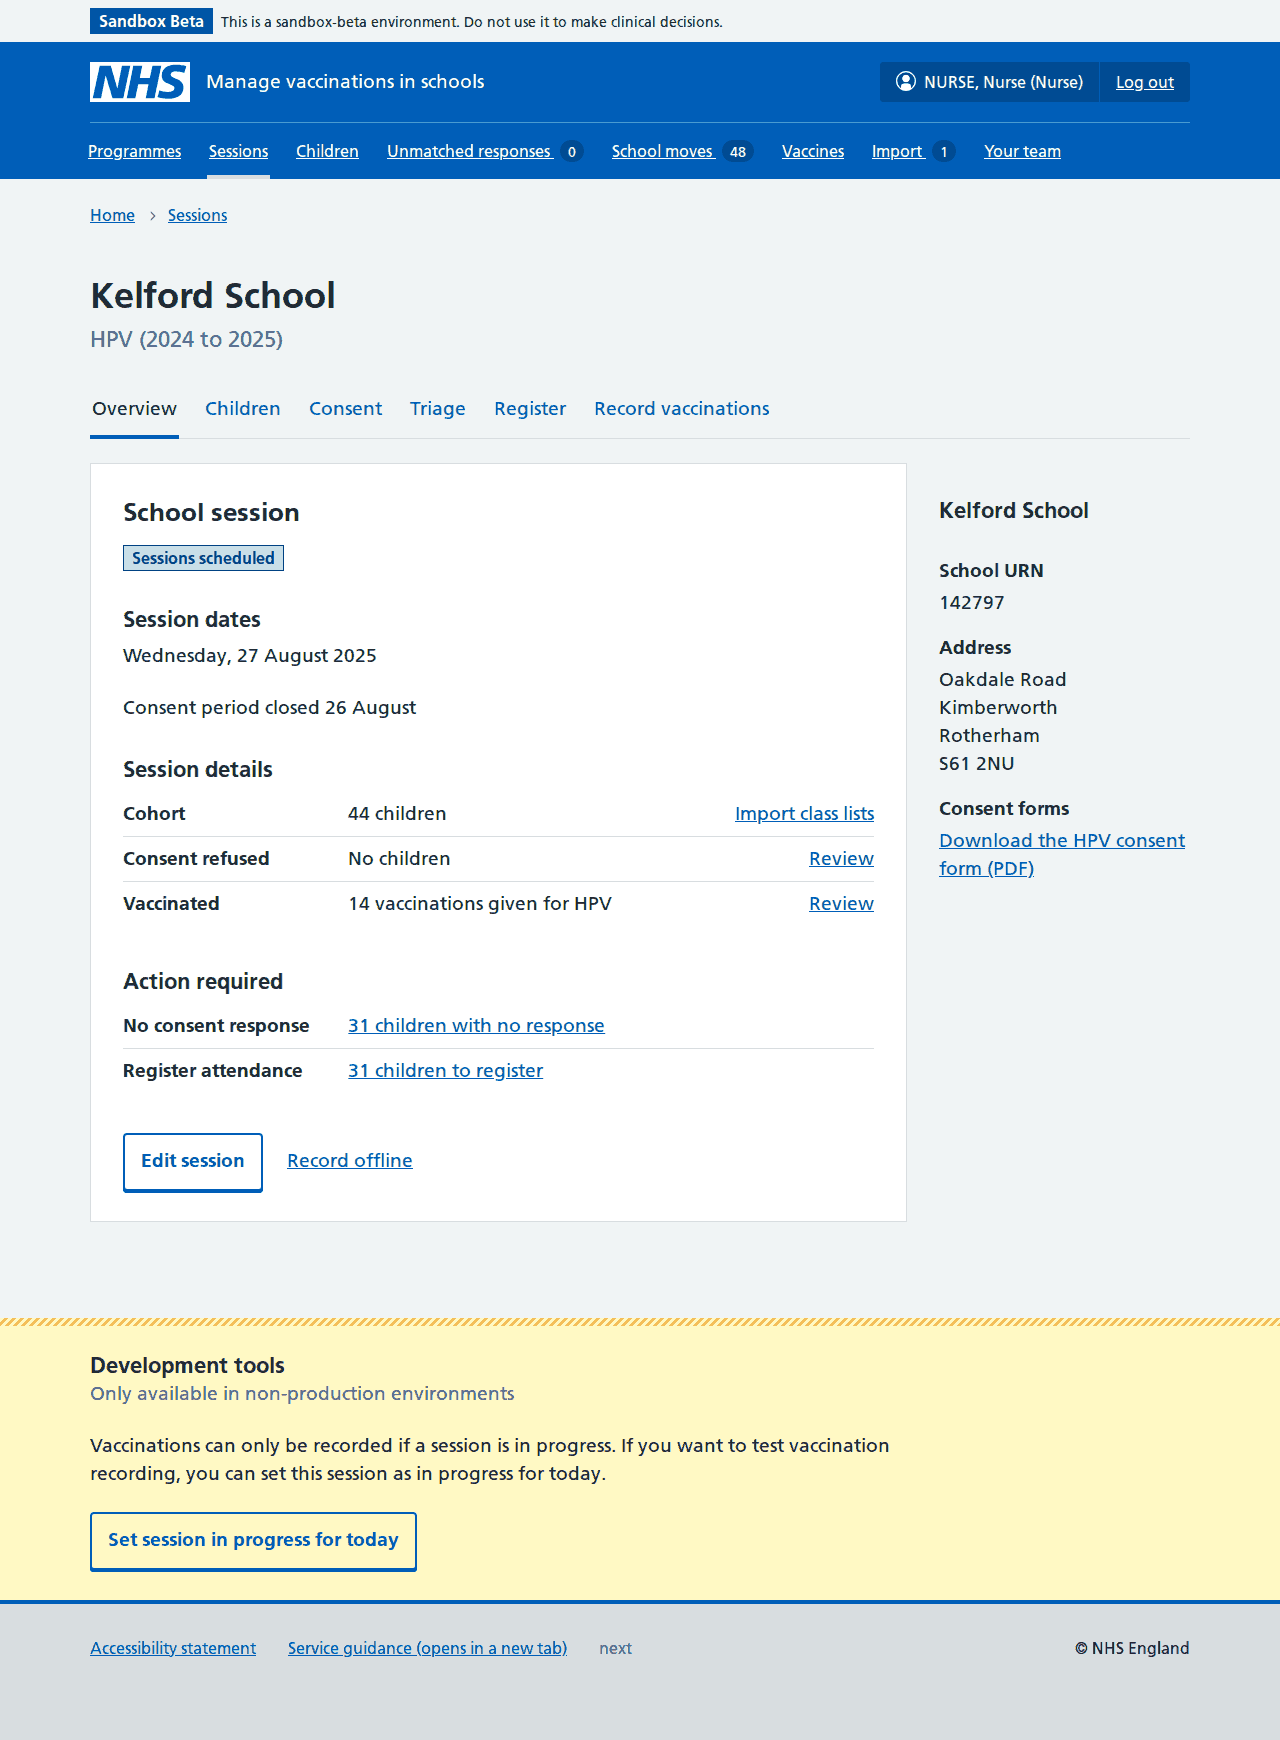 Sandbox Beta This is a sandbox-beta environment. Do not use it to make clinical decisions.
NHS Manage vaccinations in schools NURSE, Nurse (Nurse) Log out
Programmes Sessions Children Unmatched responses 0 School moves 48 Vaccines Import 1 Your team
Home Sessions
Kelford School
HPV (2024 to 2025)
Overview Children Consent Triage Register Record vaccinations
School session
Sessions scheduled
Session dates
Wednesday, 27 August 2025
Consent period closed 26 August
Session details
Cohort 44 children Import class lists
Consent refused No children Review
Vaccinated 14 vaccinations given for HPV Review
Action required
No consent response 31 children with no response
Register attendance 31 children to register
Edit session Record offline
Kelford School
School URN
142797
Address
Oakdale Road
Kimberworth
Rotherham
S61 2NU
Consent forms
Download the HPV consent
form (PDF)
Development tools
Only available in non-production environments
Vaccinations can only be recorded if a session is in progress. If you want to test vaccination
recording, you can set this session as in progress for today.
Set session in progress for today
Accessibility statement Service guidance (opens in a new tab) next © NHS England